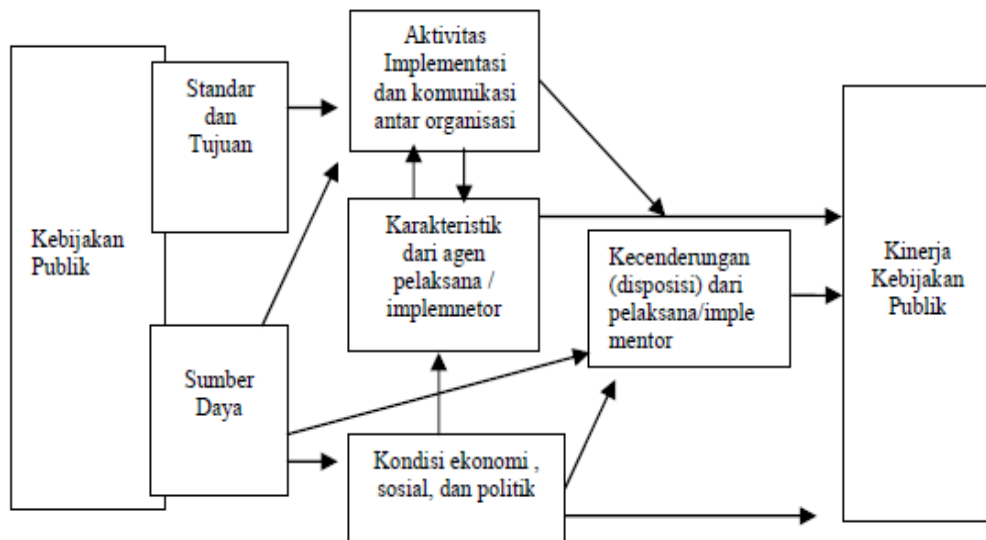 Kebijakan
Publik
Standar
dan
Tujuan
Sumber
Daya
Aktivitas
Implementasi
dan komunikasi
antar organisasi
Karakteristik
dari agen
pelaksana /
implemnetor
Kondisi ekonomi ,
sosial, dan politik
Kecenderungan
(disposisi) dari
pelaksana/imple
mentor
Kinerja
Kebijakan
Publik